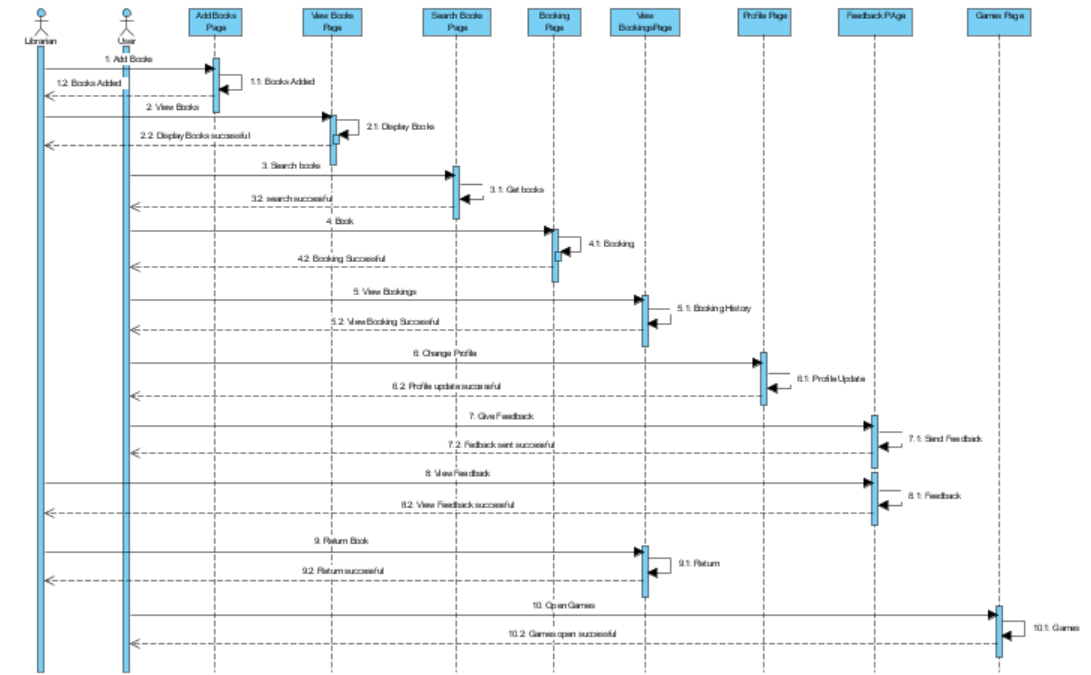 Add Books
Page
View Books
Page
Search Books
Page
Booking
Page
View
BookingsPage
Profile Page
Feedback PAge
Games Page
Librarian
User
1: Add Books
1.1: Books Added
1.2: Books Added
2: View Books
2.1: Display Books
2.2: Display Books successful
3: Search books
3.1: Get books
3.2: search successful
4: Book
4.1: Booking
4.2: Booking Successful
5: View Bookings
5.1: Booking History
5.2: View Booking Successful
6: Change Profile
6.1: Profile Update
6.2: Profile update successful
7: Give Feedback
7.1: Send Feedback
7.2: Fedback sent successful
8: View Feedback
8.1: Feedback
8.2: View Feedback successful
9: Return Book
9.1: Return
9.2: Return successful
10: Open Games
10.1: Games
10.2: Games open successful